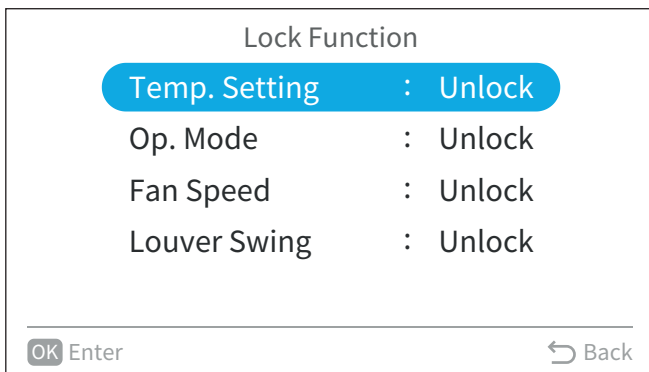 Lock Function
Temp. Setting : Unlock
Op. Mode : Unlock
Fan Speed : Unlock
Louver Swing : Unlock
OK Enter Back